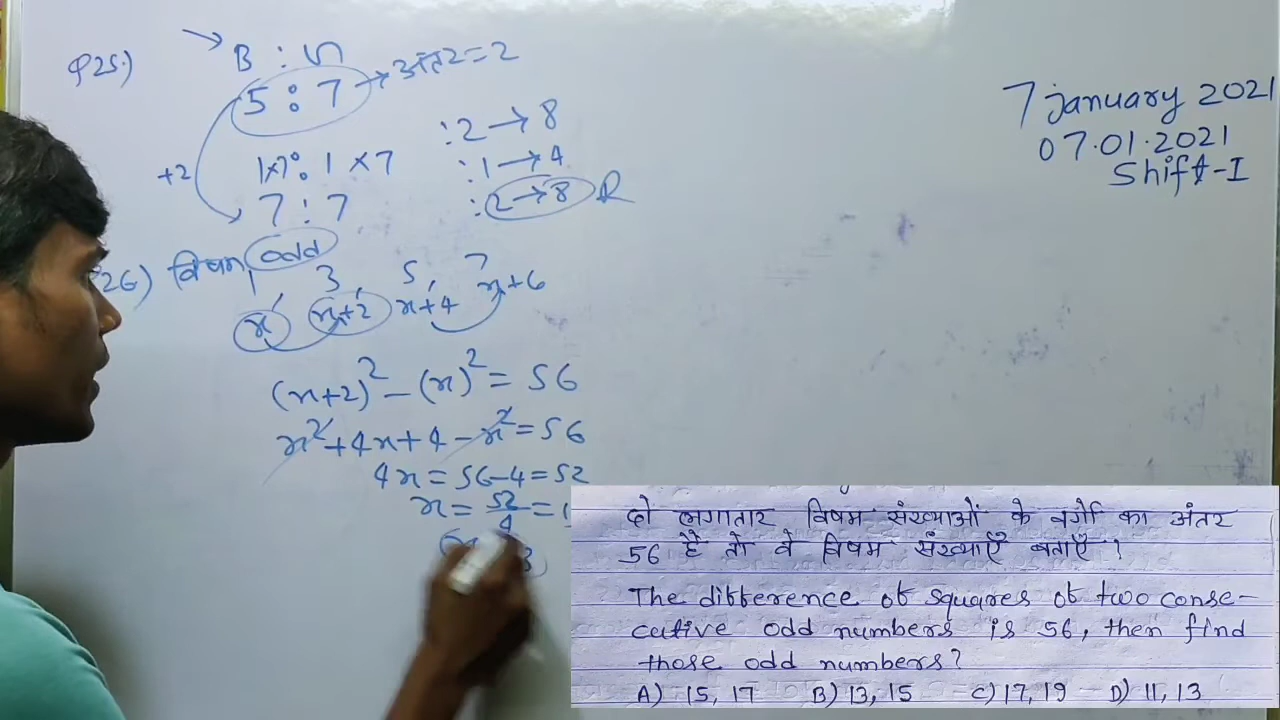 Q25.) B : S
5 : 7 → अंतर = 2
1×7 : 1 × 7
+2
7 : 7
: 2 → 8
: 1 → 4
: 2 → 8
26) विषम odd
1, 3, 5, 7
x, x+2, x+4, x+6
(x+2)² - (x)² = 56
x² + 4x + 4 - x² = 56
4x = 56 - 4 = 52
x = 52/4 = 1
7 january 2021
07.01.2021
Shift-I
दो लगातार विषम संख्याओं के वर्गो का अंतर
56 है तो वे विषम संख्याएँ बताएँ ?
The difference of squares of two conse-
cutive odd numbers is 56, then find
those odd numbers?
A) 15, 17 B) 13, 15 C) 17, 19 D) 11, 13